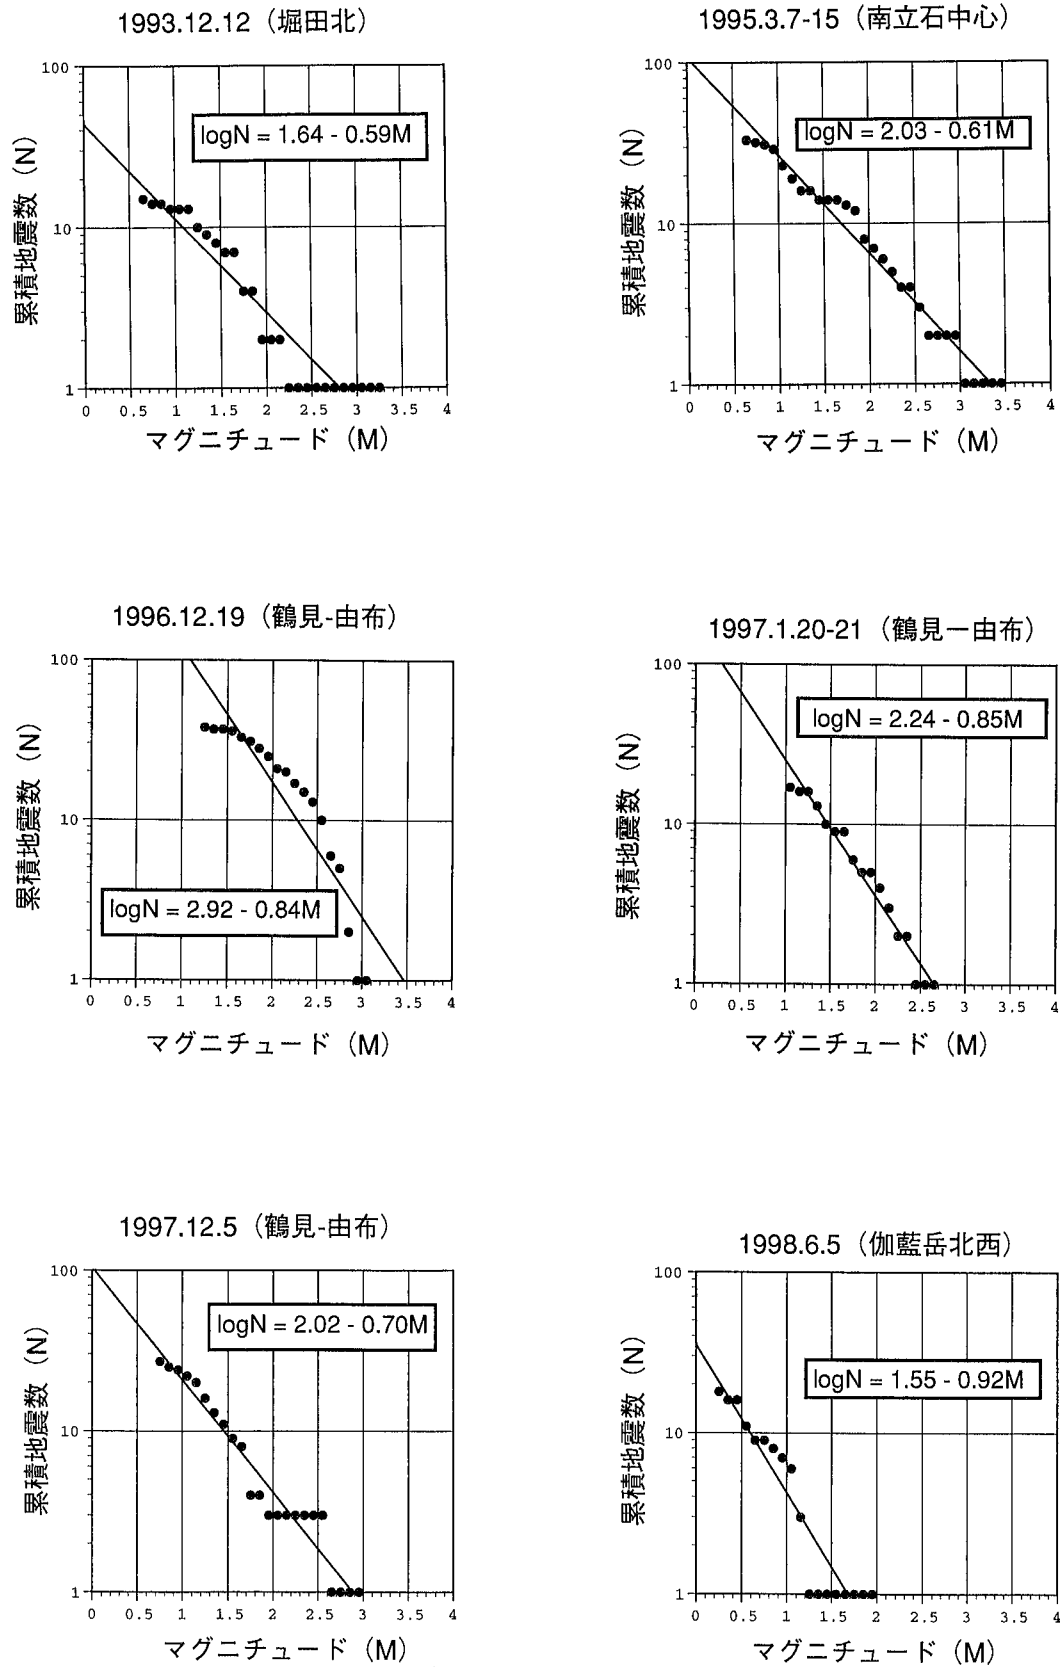 1993.12.12（堀田北）
100
累積地震数（N）
logN = 1.64 - 0.59M
10
1
0 0.5 1 1.5 2 2.5 3 3.5 4
マグニチュード（M）
1995.3.7-15（南立石中心）
100
累積地震数（N）
logN = 2.03 - 0.61M
10
1
0 0.5 1 1.5 2 2.5 3 3.5 4
マグニチュード（M）
1996.12.19（鶴見-由布）
100
累積地震数（N）
10
logN = 2.92 - 0.84M
1
0 0.5 1 1.5 2 2.5 3 3.5 4
マグニチュード（M）
1997.1.20-21（鶴見ー由布）
100
累積地震数（N）
logN = 2.24 - 0.85M
10
1
0 0.5 1 1.5 2 2.5 3 3.5 4
マグニチュード（M）
1997.12.5（鶴見-由布）
100
累積地震数（N）
logN = 2.02 - 0.70M
10
1
0 0.5 1 1.5 2 2.5 3 3.5 4
マグニチュード（M）
1998.6.5（伽藍岳北西）
100
累積地震数（N）
logN = 1.55 - 0.92M
10
1
0 0.5 1 1.5 2 2.5 3 3.5 4
マグニチュード（M）